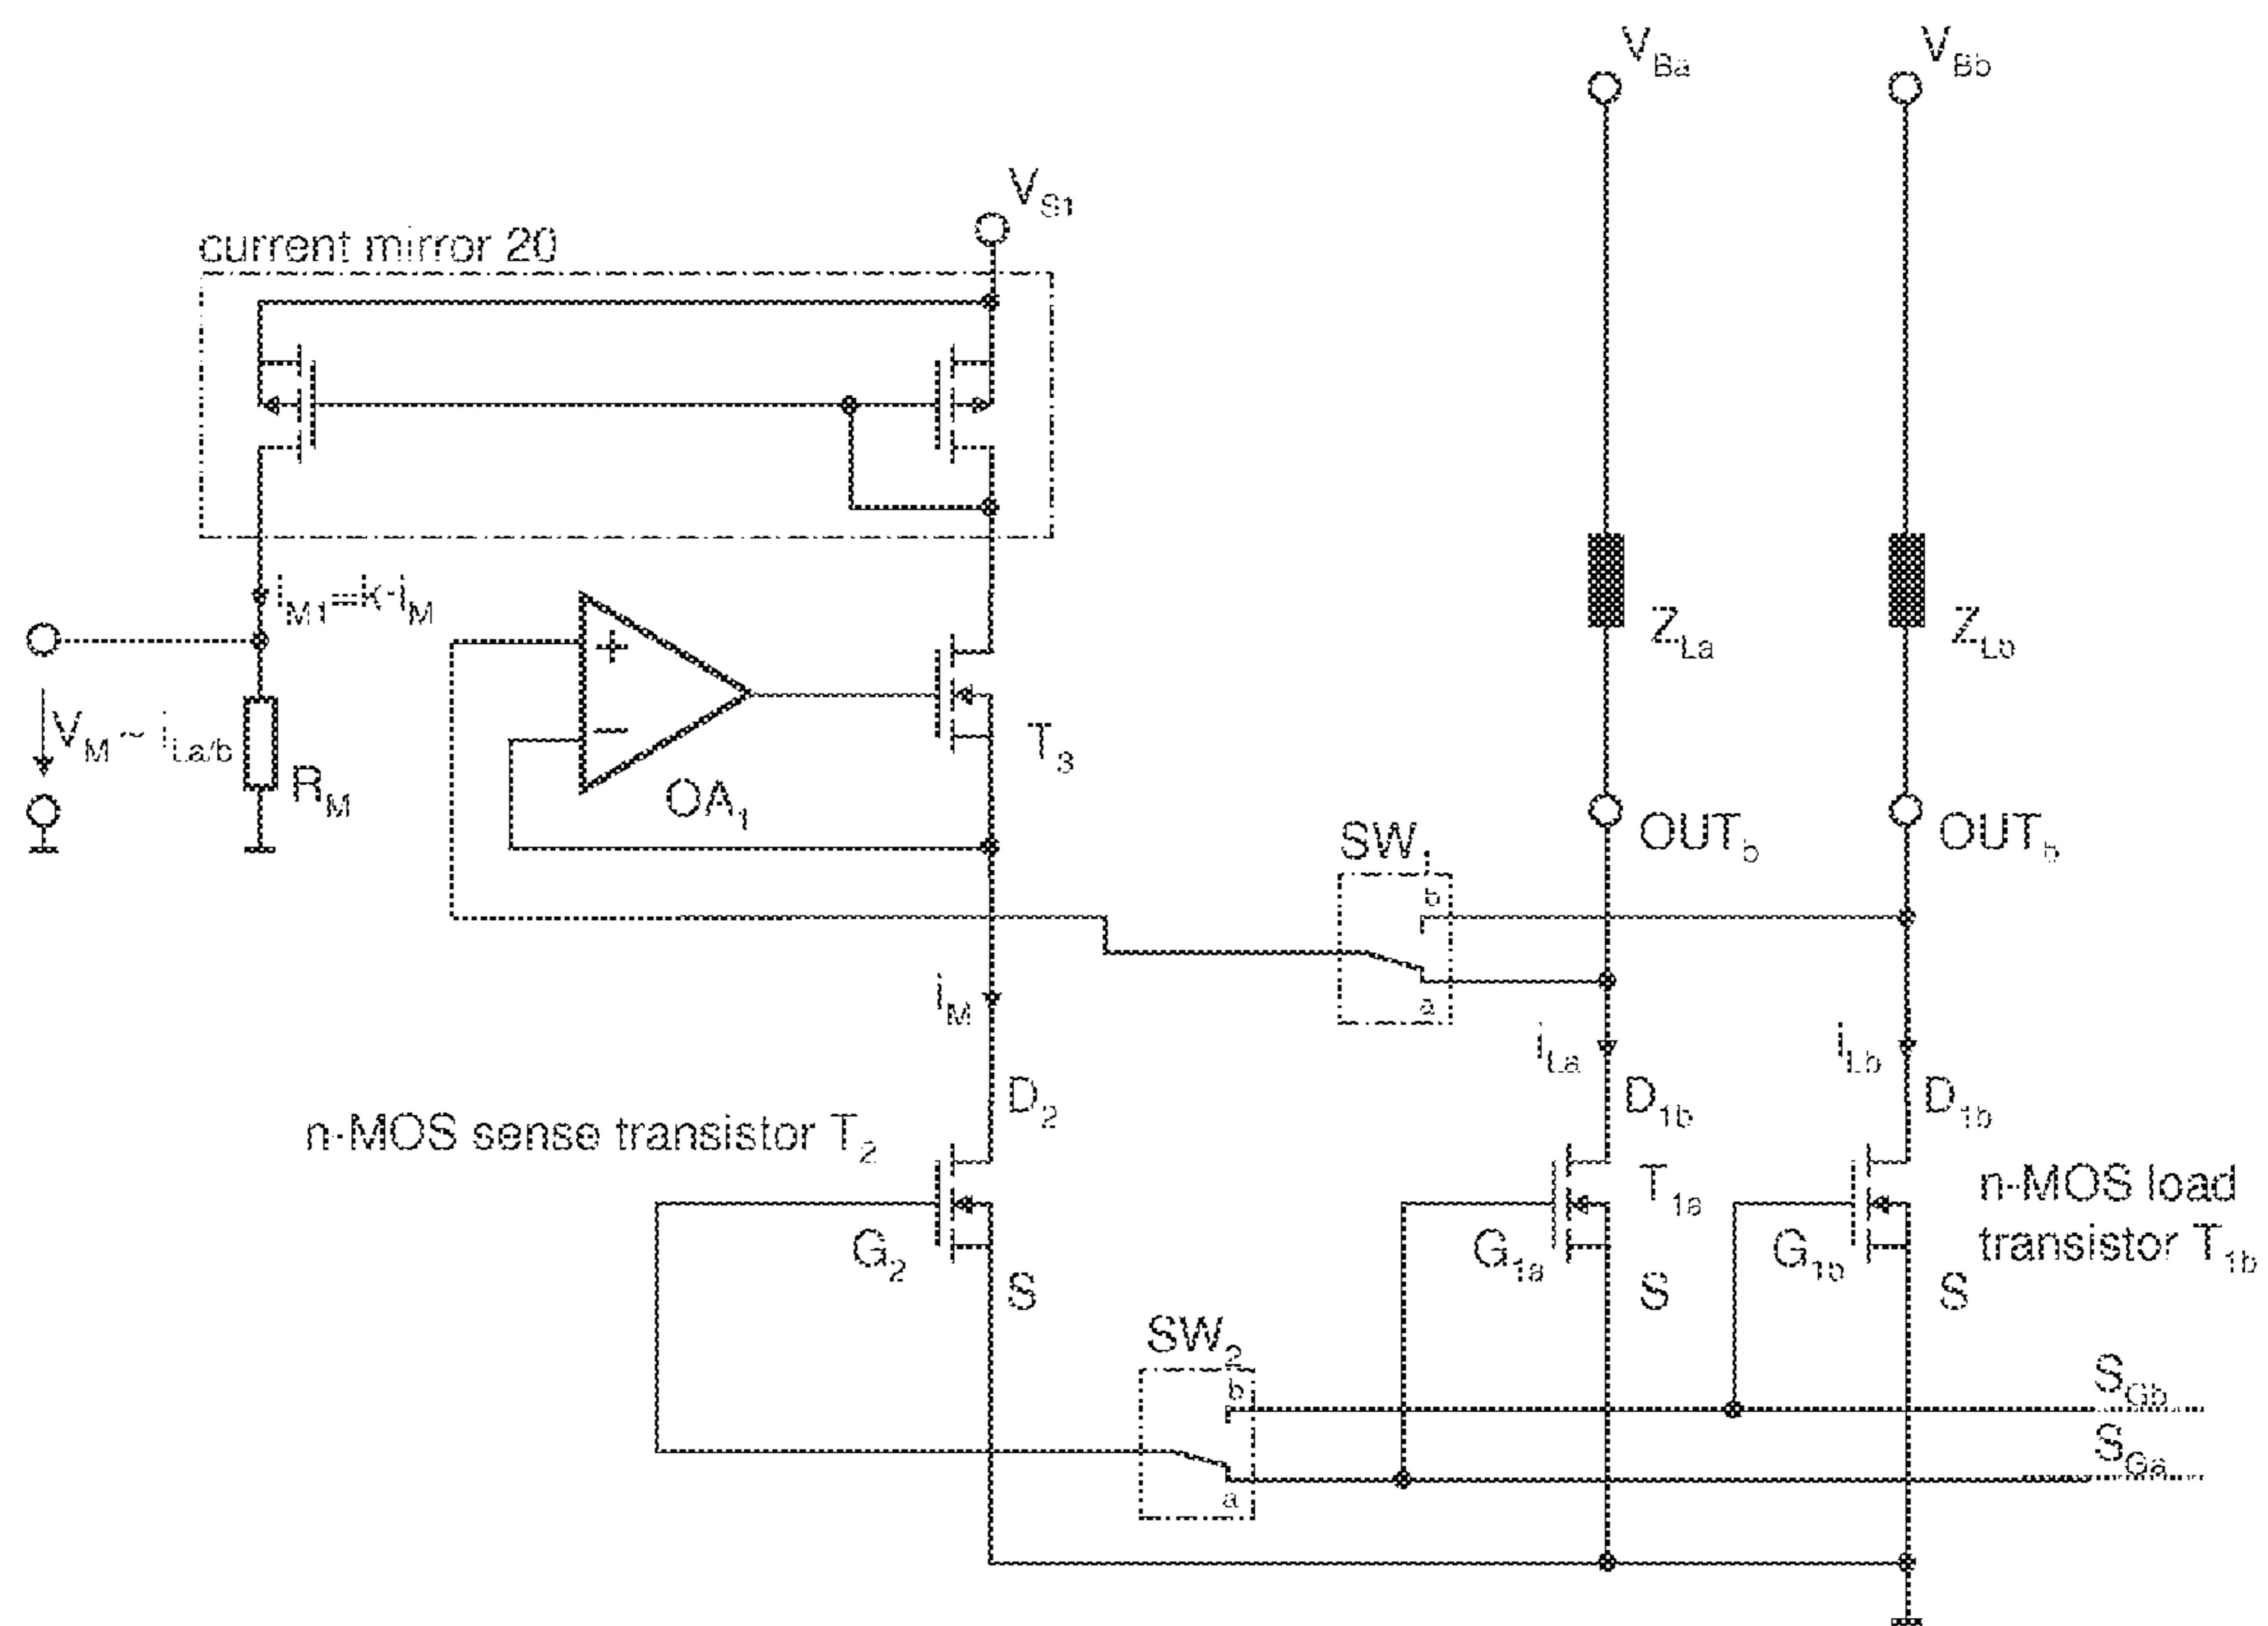 V_Ba
V_Bb
V_S1
current mirror 20
i_M1=k·i_M
+
−
Z_La
Z_Lb
V_M ~ i_La/b
R_M
OA_1
T_3
OUT_b
OUT_b
SW_1
b
a
i_M
i_La
i_Lb
D_2
D_1b
D_1b
n-MOS sense transistor T_2
T_1a
n-MOS load
transistor T_1b
G_2
G_1a
G_1b
S
S
S
SW_2
b
a
S_Gb
S_Ga